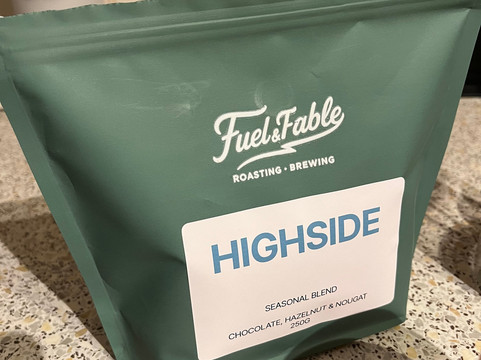 Fuel&Fable
ROASTING • BREWING
HIGHSIDE
SEASONAL BLEND
CHOCOLATE, HAZELNUT & NOUGAT
250G